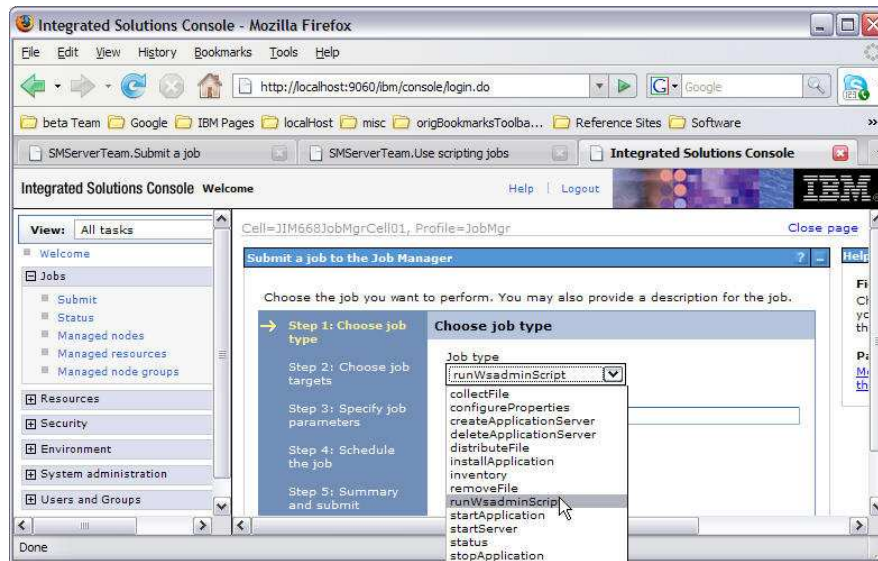 Integrated Solutions Console - Mozilla Firefox
File Edit View History Bookmarks Tools Help
http://localhost:9060/ibm/console/login.do
G Google
beta Team Google IBM Pages localHost misc origBookmarksToolba... Reference Sites Software »
SMServerTeam.Submit a job
SMServerTeam.Use scripting jobs
Integrated Solutions Console
Integrated Solutions Console Welcome
Help | Logout
IBM.
View: All tasks
Welcome
Jobs
Submit
Status
Managed nodes
Managed resources
Managed node groups
Resources
Security
Environment
System administration
Users and Groups
Cell=JIM668JobMgrCell01, Profile=JobMgr
Close page
Submit a job to the Job Manager
? -
Choose the job you want to perform. You may also provide a description for the job.
Step 1: Choose job
type
Step 2: Choose job
targets
Step 3: Specify job
parameters
Step 4: Schedule
the job
Step 5: Summary
and submit
Choose job type
Job type
runWsadminScript
collectFile
configureProperties
createApplicationServer
deleteApplicationServer
distributeFile
installApplication
inventory
removeFile
runWsadminScript
startApplication
startServer
status
stopApplication
Help
Fi
Cl
yo
th
Pa
Mo
th
Done